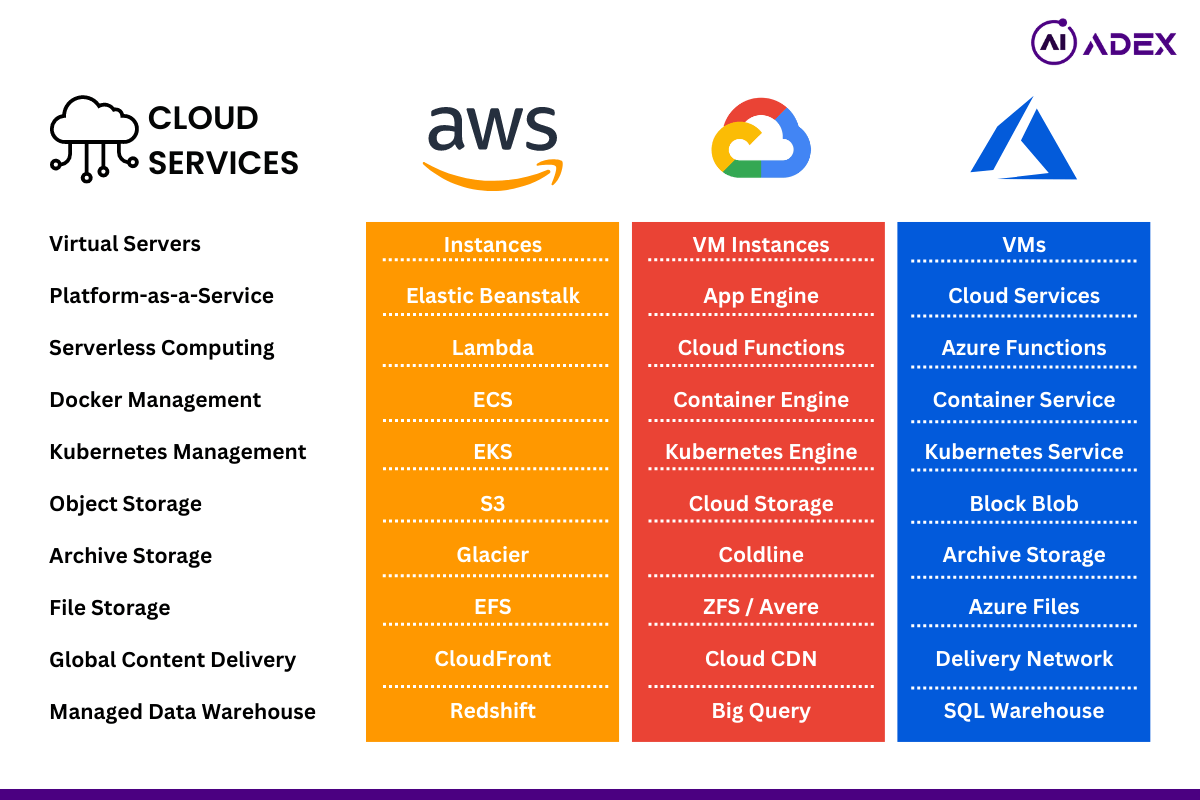 AI ADEX
CLOUD
SERVICES
aws
Virtual Servers
Instances
VM Instances
VMs
Platform-as-a-Service
Elastic Beanstalk
App Engine
Cloud Services
Serverless Computing
Lambda
Cloud Functions
Azure Functions
Docker Management
ECS
Container Engine
Container Service
Kubernetes Management
EKS
Kubernetes Engine
Kubernetes Service
Object Storage
S3
Cloud Storage
Block Blob
Archive Storage
Glacier
Coldline
Archive Storage
File Storage
EFS
ZFS / Avere
Azure Files
Global Content Delivery
CloudFront
Cloud CDN
Delivery Network
Managed Data Warehouse
Redshift
Big Query
SQL Warehouse